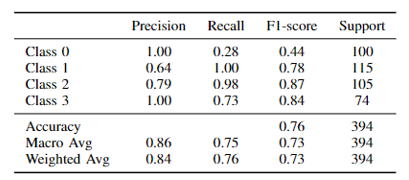 Precision Recall F1-score Support
Class 0 1.00 0.28 0.44 100
Class 1 0.64 1.00 0.78 115
Class 2 0.79 0.98 0.87 105
Class 3 1.00 0.73 0.84 74
Accuracy 0.76 394
Macro Avg 0.86 0.75 0.73 394
Weighted Avg 0.84 0.76 0.73 394